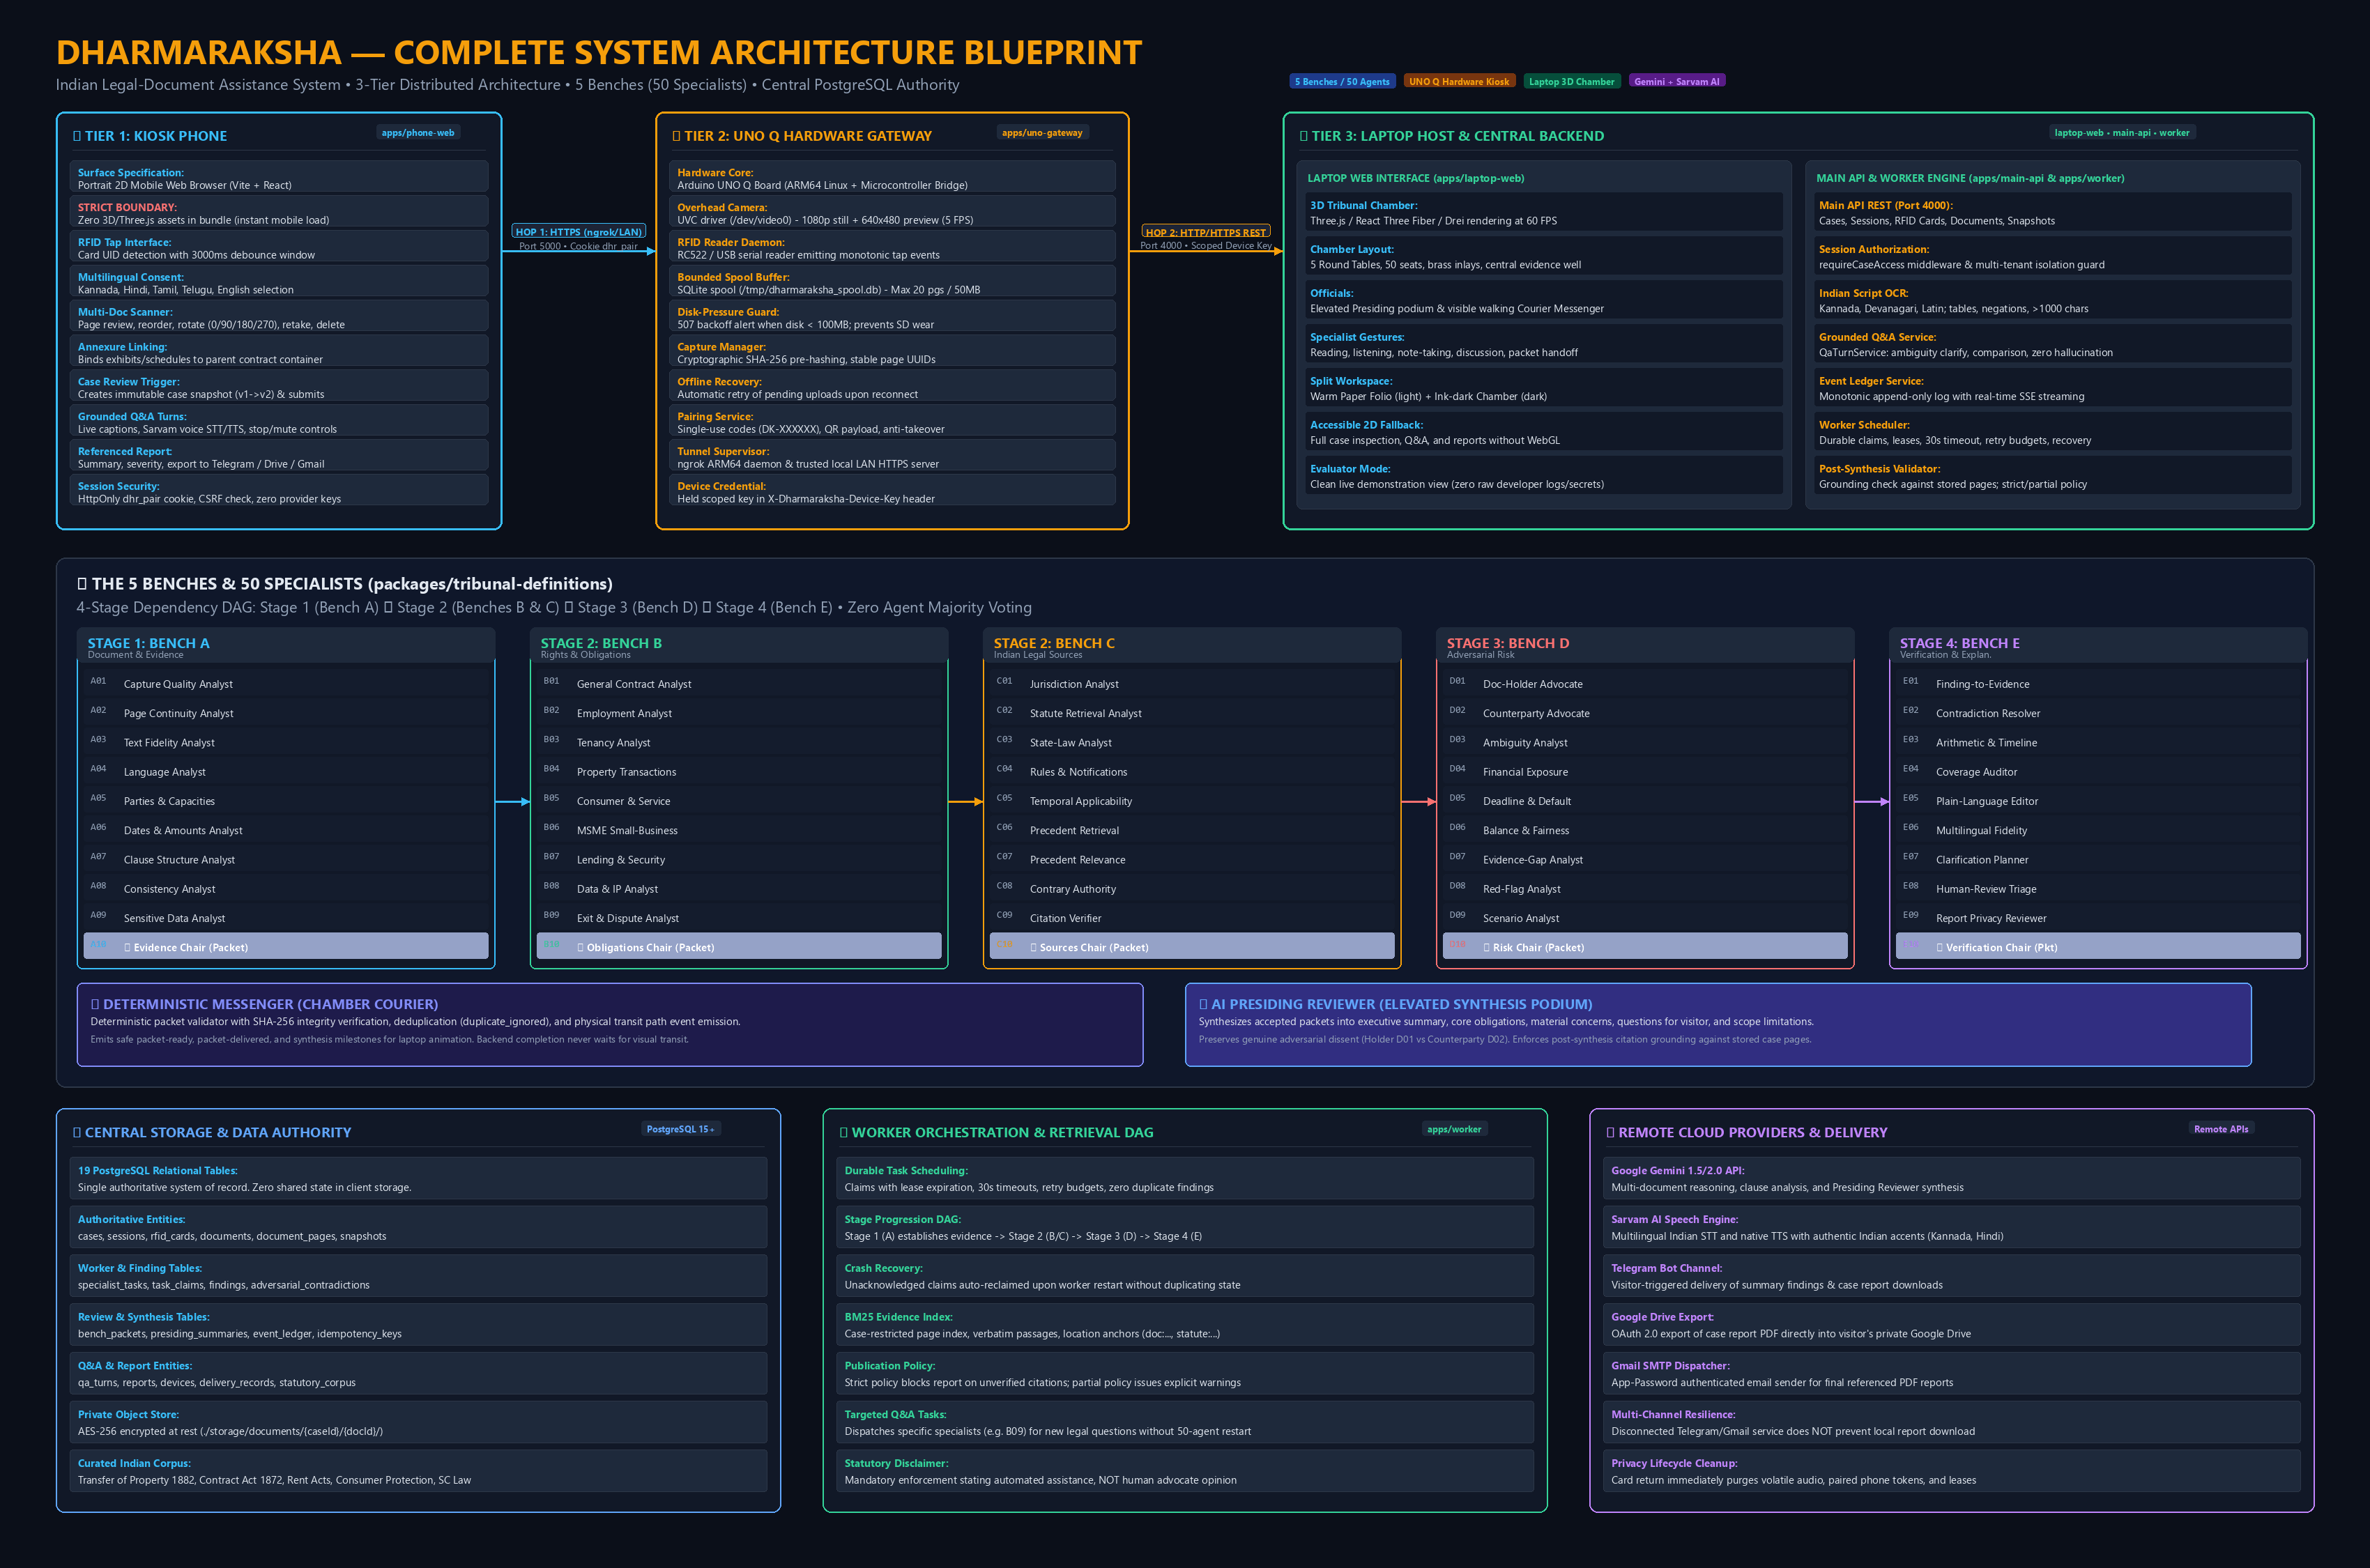 DHARMARAKSHA — COMPLETE SYSTEM ARCHITECTURE BLUEPRINT
Indian Legal-Document Assistance System • 3-Tier Distributed Architecture • 5 Benches (50 Specialists) • Central PostgreSQL Authority
5 Benches / 50 Agents
UNO Q Hardware Kiosk
Laptop 3D Chamber
Gemini + Sarvam AI
TIER 1: KIOSK PHONE
apps/phone-web
Surface Specification:
Portrait 2D Mobile Web Browser (Vite + React)
STRICT BOUNDARY:
Zero 3D/Three.js assets in bundle (instant mobile load)
RFID Tap Interface:
Card UID detection with 3000ms debounce window
Multilingual Consent:
Kannada, Hindi, Tamil, Telugu, English selection
Multi-Doc Scanner:
Page review, reorder, rotate (0/90/180/270), retake, delete
Annexure Linking:
Binds exhibits/schedules to parent contract container
Case Review Trigger:
Creates immutable case snapshot (v1->v2) & submits
Grounded Q&A Turns:
Live captions, Sarvam voice STT/TTS, stop/mute controls
Referenced Report:
Summary, severity, export to Telegram / Drive / Gmail
Session Security:
HttpOnly dhr_pair cookie, CSRF check, zero provider keys
HOP 1: HTTPS (ngrok/LAN)
Port 5000 • Cookie dhr_pair
TIER 2: UNO Q HARDWARE GATEWAY
apps/uno-gateway
Hardware Core:
Arduino UNO Q Board (ARM64 Linux + Microcontroller Bridge)
Overhead Camera:
UVC driver (/dev/video0) - 1080p still + 640x480 preview (5 FPS)
RFID Reader Daemon:
RC522 / USB serial reader emitting monotonic tap events
Bounded Spool Buffer:
SQLite spool (/tmp/dharmaraksha_spool.db) - Max 20 pgs / 50MB
Disk-Pressure Guard:
507 backoff alert when disk < 100MB; prevents SD wear
Capture Manager:
Cryptographic SHA-256 pre-hashing, stable page UUIDs
Offline Recovery:
Automatic retry of pending uploads upon reconnect
Pairing Service:
Single-use codes (DK-XXXXXX), QR payload, anti-takeover
Tunnel Supervisor:
ngrok ARM64 daemon & trusted local LAN HTTPS server
Device Credential:
Held scoped key in X-Dharmaraksha-Device-Key header
HOP 2: HTTP/HTTPS REST
Port 4000 • Scoped Device Key
TIER 3: LAPTOP HOST & CENTRAL BACKEND
laptop-web • main-api • worker
LAPTOP WEB INTERFACE (apps/laptop-web)
3D Tribunal Chamber:
Three.js / React Three Fiber / Drei rendering at 60 FPS
Chamber Layout:
5 Round Tables, 50 seats, brass inlays, central evidence well
Officials:
Elevated Presiding podium & visible walking Courier Messenger
Specialist Gestures:
Reading, listening, note-taking, discussion, packet handoff
Split Workspace:
Warm Paper Folio (light) + Ink-dark Chamber (dark)
Accessible 2D Fallback:
Full case inspection, Q&A, and reports without WebGL
Evaluator Mode:
Clean live demonstration view (zero raw developer logs/secrets)
MAIN API & WORKER ENGINE (apps/main-api & apps/worker)
Main API REST (Port 4000):
Cases, Sessions, RFID Cards, Documents, Snapshots
Session Authorization:
requireCaseAccess middleware & multi-tenant isolation guard
Indian Script OCR:
Kannada, Devanagari, Latin; tables, negations, >1000 chars
Grounded Q&A Service:
QaTurnService: ambiguity clarify, comparison, zero hallucination
Event Ledger Service:
Monotonic append-only log with real-time SSE streaming
Worker Scheduler:
Durable claims, leases, 30s timeout, retry budgets, recovery
Post-Synthesis Validator:
Grounding check against stored pages; strict/partial policy
THE 5 BENCHES & 50 SPECIALISTS (packages/tribunal-definitions)
4-Stage Dependency DAG: Stage 1 (Bench A) Stage 2 (Benches B & C) Stage 3 (Bench D) Stage 4 (Bench E) • Zero Agent Majority Voting
STAGE 1: BENCH A
Document & Evidence
A01 Capture Quality Analyst
A02 Page Continuity Analyst
A03 Text Fidelity Analyst
A04 Language Analyst
A05 Parties & Capacities
A06 Dates & Amounts Analyst
A07 Clause Structure Analyst
A08 Consistency Analyst
A09 Sensitive Data Analyst
A10 Evidence Chair (Packet)
STAGE 2: BENCH B
Rights & Obligations
B01 General Contract Analyst
B02 Employment Analyst
B03 Tenancy Analyst
B04 Property Transactions
B05 Consumer & Service
B06 MSME Small-Business
B07 Lending & Security
B08 Data & IP Analyst
B09 Exit & Dispute Analyst
B10 Obligations Chair (Packet)
STAGE 2: BENCH C
Indian Legal Sources
C01 Jurisdiction Analyst
C02 Statute Retrieval Analyst
C03 State-Law Analyst
C04 Rules & Notifications
C05 Temporal Applicability
C06 Precedent Retrieval
C07 Precedent Relevance
C08 Contrary Authority
C09 Citation Verifier
C10 Sources Chair (Packet)
STAGE 3: BENCH D
Adversarial Risk
D01 Doc-Holder Advocate
D02 Counterparty Advocate
D03 Ambiguity Analyst
D04 Financial Exposure
D05 Deadline & Default
D06 Balance & Fairness
D07 Evidence-Gap Analyst
D08 Red-Flag Analyst
D09 Scenario Analyst
D10 Risk Chair (Packet)
STAGE 4: BENCH E
Verification & Explan.
E01 Finding-to-Evidence
E02 Contradiction Resolver
E03 Arithmetic & Timeline
E04 Coverage Auditor
E05 Plain-Language Editor
E06 Multilingual Fidelity
E07 Clarification Planner
E08 Human-Review Triage
E09 Report Privacy Reviewer
E10 Verification Chair (Pkt)
DETERMINISTIC MESSENGER (CHAMBER COURIER)
Deterministic packet validator with SHA-256 integrity verification, deduplication (duplicate_ignored), and physical transit path event emission.
Emits safe packet-ready, packet-delivered, and synthesis milestones for laptop animation. Backend completion never waits for visual transit.
AI PRESIDING REVIEWER (ELEVATED SYNTHESIS PODIUM)
Synthesizes accepted packets into executive summary, core obligations, material concerns, questions for visitor, and scope limitations.
Preserves genuine adversarial dissent (Holder D01 vs Counterparty D02). Enforces post-synthesis citation grounding against stored case pages.
CENTRAL STORAGE & DATA AUTHORITY
PostgreSQL 15+
19 PostgreSQL Relational Tables:
Single authoritative system of record. Zero shared state in client storage.
Authoritative Entities:
cases, sessions, rfid_cards, documents, document_pages, snapshots
Worker & Finding Tables:
specialist_tasks, task_claims, findings, adversarial_contradictions
Review & Synthesis Tables:
bench_packets, presiding_summaries, event_ledger, idempotency_keys
Q&A & Report Entities:
qa_turns, reports, devices, delivery_records, statutory_corpus
Private Object Store:
AES-256 encrypted at rest (./storage/documents/{caseId}/{docId}/)
Curated Indian Corpus:
Transfer of Property 1882, Contract Act 1872, Rent Acts, Consumer Protection, SC Law
WORKER ORCHESTRATION & RETRIEVAL DAG
apps/worker
Durable Task Scheduling:
Claims with lease expiration, 30s timeouts, retry budgets, zero duplicate findings
Stage Progression DAG:
Stage 1 (A) establishes evidence -> Stage 2 (B/C) -> Stage 3 (D) -> Stage 4 (E)
Crash Recovery:
Unacknowledged claims auto-reclaimed upon worker restart without duplicating state
BM25 Evidence Index:
Case-restricted page index, verbatim passages, location anchors (doc:..., statute:...)
Publication Policy:
Strict policy blocks report on unverified citations; partial policy issues explicit warnings
Targeted Q&A Tasks:
Dispatches specific specialists (e.g. B09) for new legal questions without 50-agent restart
Statutory Disclaimer:
Mandatory enforcement stating automated assistance, NOT human advocate opinion
REMOTE CLOUD PROVIDERS & DELIVERY
Remote APIs
Google Gemini 1.5/2.0 API:
Multi-document reasoning, clause analysis, and Presiding Reviewer synthesis
Sarvam AI Speech Engine:
Multilingual Indian STT and native TTS with authentic Indian accents (Kannada, Hindi)
Telegram Bot Channel:
Visitor-triggered delivery of summary findings & case report downloads
Google Drive Export:
OAuth 2.0 export of case report PDF directly into visitor's private Google Drive
Gmail SMTP Dispatcher:
App-Password authenticated email sender for final referenced PDF reports
Multi-Channel Resilience:
Disconnected Telegram/Gmail service does NOT prevent local report download
Privacy Lifecycle Cleanup:
Card return immediately purges volatile audio, paired phone tokens, and leases